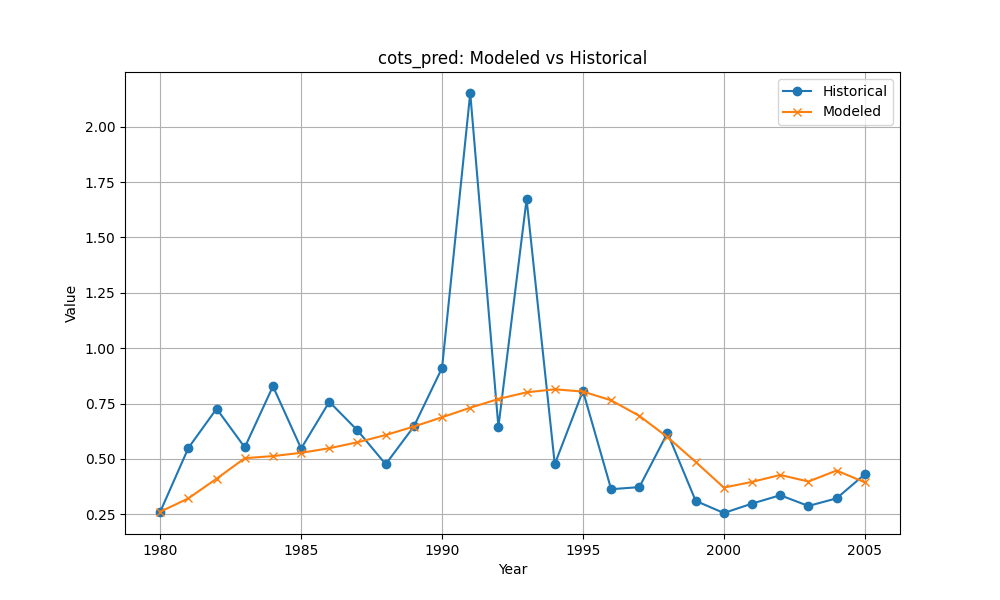 cots_pred: Modeled vs Historical
Historical
Modeled
2.00
1.75
1.50
1.25
1.00
0.75
0.50
0.25
Value
1980 1985 1990 1995 2000 2005
Year